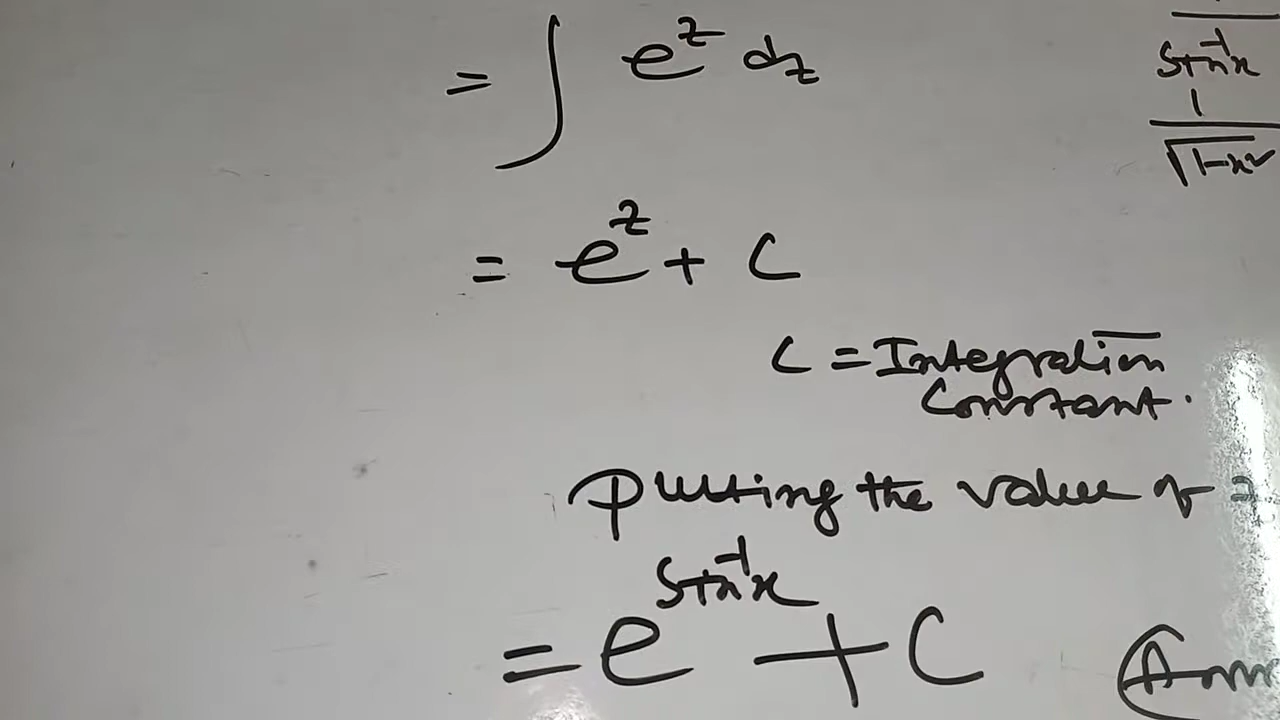 = ∫ e^z dz
sin⁻¹x
1
√1-x²
= e^z + C
C = Integration
Constant.
Putting the value of z
= e^sin⁻¹x + C